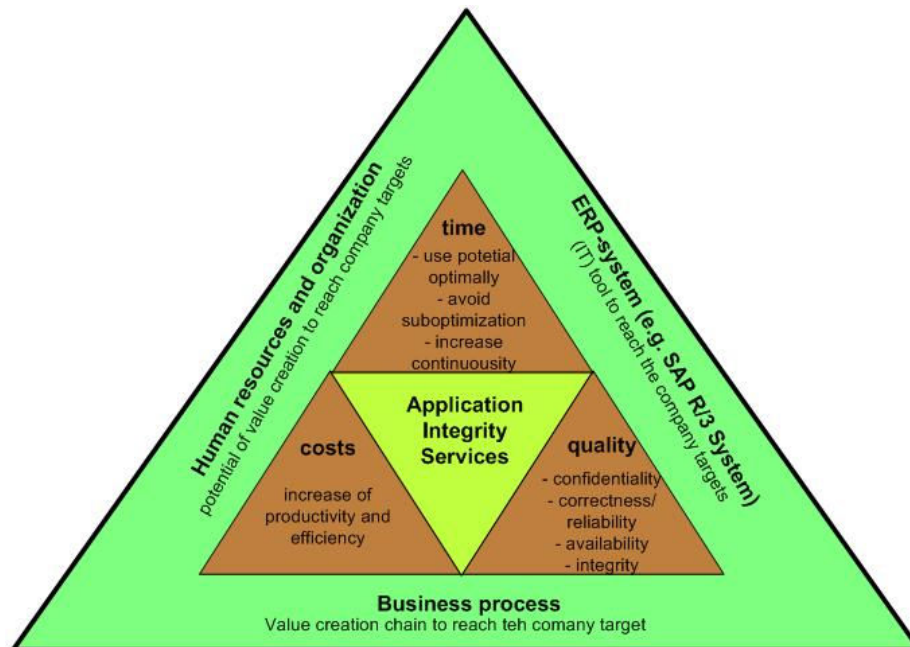 Human resources and organization
potential of value creation to reach company targets
ERP-system (e.g. SAP R/3 System)
(IT) tool to reach the company targets
time
- use potetial
optimally
- avoid
suboptimization
- increase
continuousity
Application
Integrity
Services
costs
increase of
productivity and
efficiency
quality
- confidentiality
- correctness/
reliability
- availability
- integrity
Business process
Value creation chain to reach teh comany target